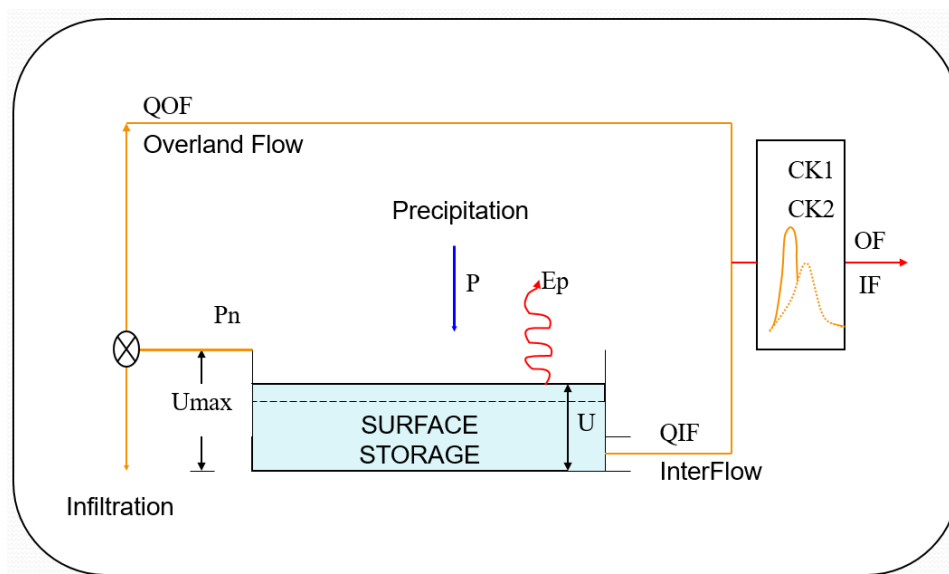 QOF
Overland Flow
CK1
CK2
Precipitation
OF
P
Ep
IF
Pn
Umax
SURFACE
STORAGE
U
QIF
InterFlow
Infiltration